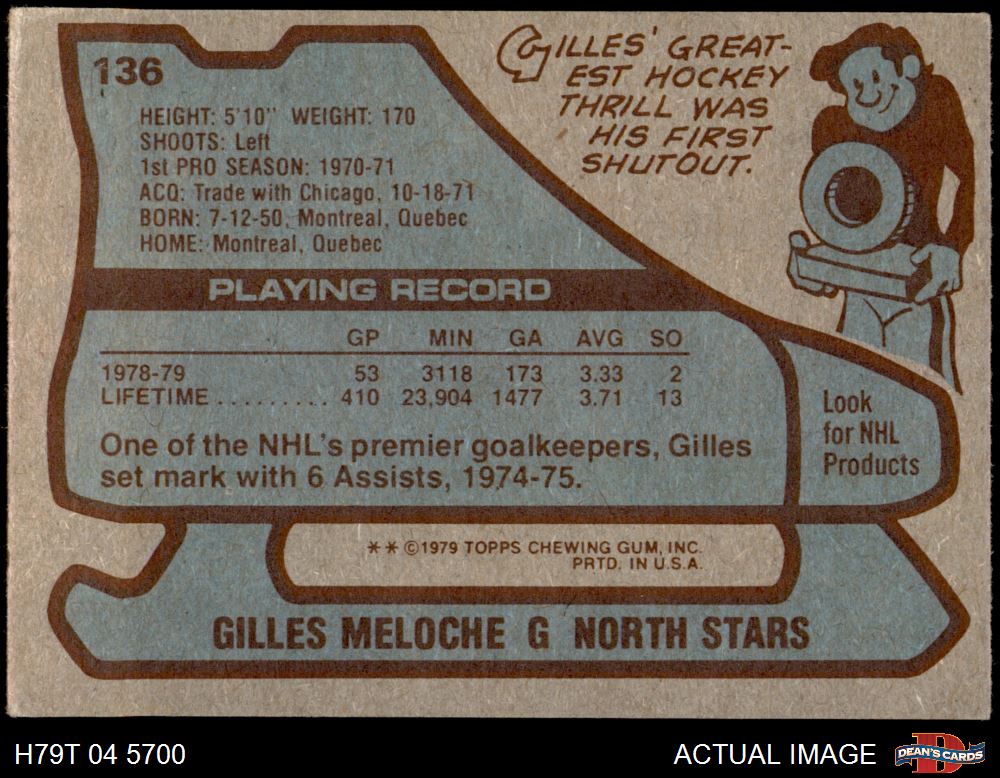 136
GILLES' GREAT-
EST HOCKEY
THRILL WAS
HIS FIRST
SHUTOUT.
HEIGHT: 5'10" WEIGHT: 170
SHOOTS: Left
1st PRO SEASON: 1970-71
ACQ: Trade with Chicago, 10-18-71
BORN: 7-12-50, Montreal, Quebec
HOME: Montreal, Quebec
PLAYING RECORD
GP MIN GA AVG SO
1978-79 53 3118 173 3.33 2
LIFETIME ......... 410 23,904 1477 3.71 13
One of the NHL's premier goalkeepers, Gilles
set mark with 6 Assists, 1974-75.
Look
for NHL
Products
** ©1979 TOPPS CHEWING GUM, INC.
PRTD. IN U.S.A.
GILLES MELOCHE G NORTH STARS
H79T 04 5700
ACTUAL IMAGE
D
DEAN'S CARDS